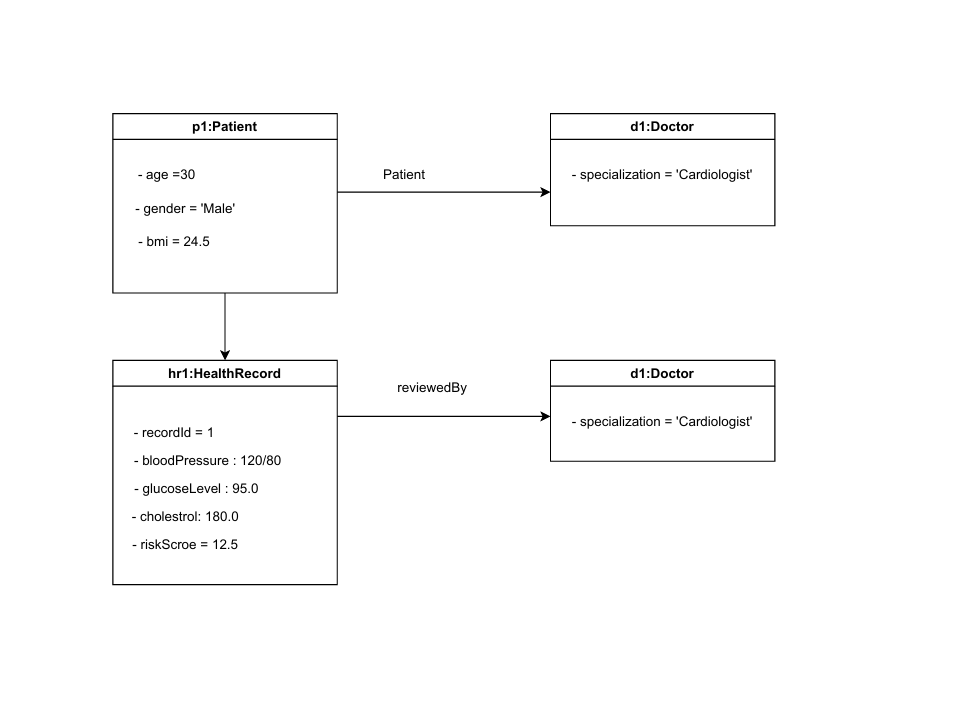 p1:Patient
- age =30
- gender = 'Male'
- bmi = 24.5
Patient
d1:Doctor
- specialization = 'Cardiologist'
hr1:HealthRecord
- recordId = 1
- bloodPressure : 120/80
- glucoseLevel : 95.0
- cholestrol: 180.0
- riskScroe = 12.5
reviewedBy
d1:Doctor
- specialization = 'Cardiologist'